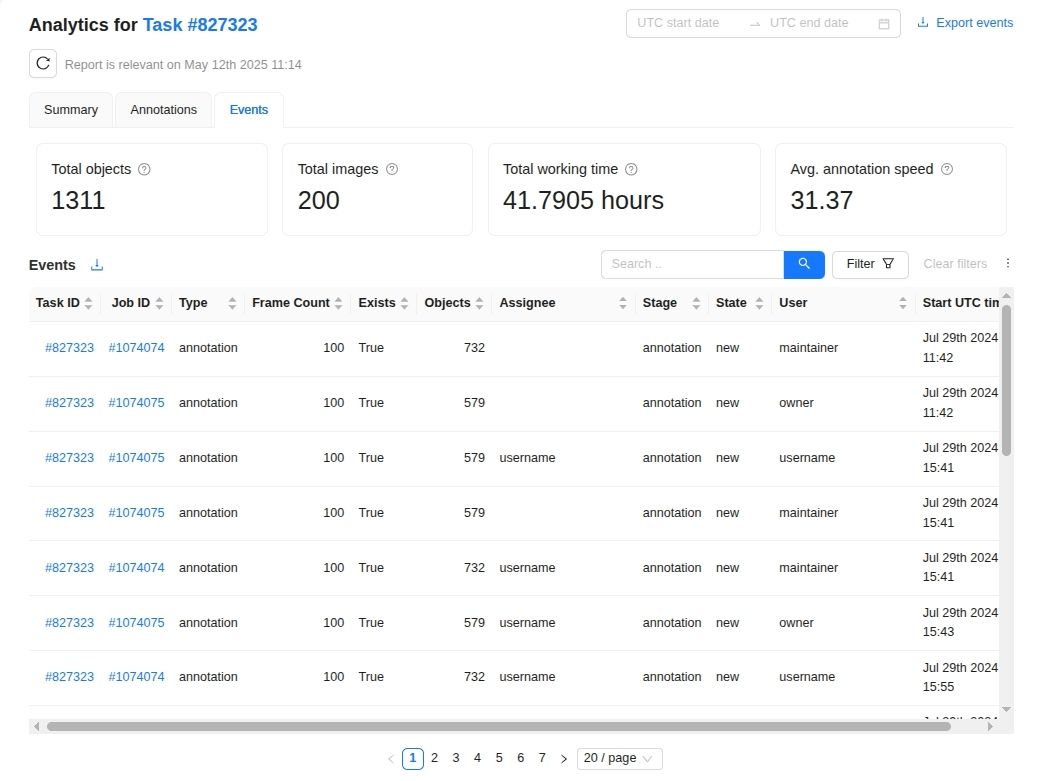 Analytics for Task #827323
UTC start date → UTC end date
Export events
Report is relevant on May 12th 2025 11:14
Summary Annotations Events
Total objects Total images Total working time Avg. annotation speed
1311 200 41.7905 hours 31.37
Events
Search ..
Filter
Clear filters
Task ID Job ID Type Frame Count Exists Objects Assignee Stage State User Start UTC tim
#827323 #1074074 annotation 100 True 732 annotation new maintainer Jul 29th 2024
11:42
#827323 #1074075 annotation 100 True 579 annotation new owner Jul 29th 2024
11:42
#827323 #1074075 annotation 100 True 579 username annotation new username Jul 29th 2024
15:41
#827323 #1074075 annotation 100 True 579 annotation new maintainer Jul 29th 2024
15:41
#827323 #1074074 annotation 100 True 732 username annotation new maintainer Jul 29th 2024
15:41
#827323 #1074075 annotation 100 True 579 username annotation new owner Jul 29th 2024
15:43
#827323 #1074074 annotation 100 True 732 username annotation new username Jul 29th 2024
15:55
< 1 2 3 4 5 6 7 > 20 / page